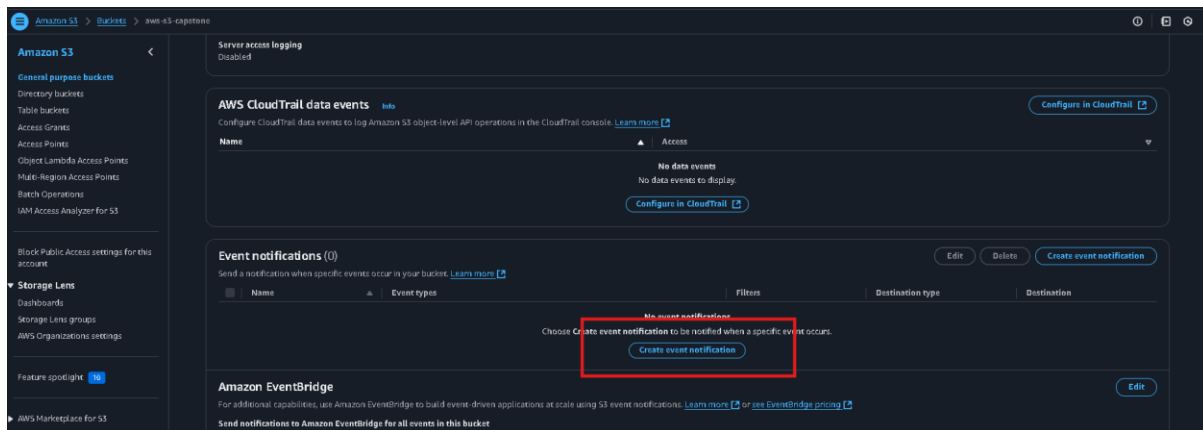 Amazon S3 > Buckets > aws-s3-capstone
Amazon S3
General purpose buckets
Directory buckets
Table buckets
Access Grants
Access Points
Object Lambda Access Points
Multi-Region Access Points
Batch Operations
IAM Access Analyzer for S3
Block Public Access settings for this
account
Storage Lens
Dashboards
Storage Lens groups
AWS Organizations settings
Feature spotlight 10
AWS Marketplace for S3
Server access logging
Disabled
AWS CloudTrail data events Info
Configure in CloudTrail
Configure CloudTrail data events to log Amazon S3 object-level API operations in the CloudTrail console. Learn more
Name Access
No data events
No data events to display.
Configure in CloudTrail
Event notifications (0)
Edit Delete Create event notification
Send a notification when specific events occur in your bucket. Learn more
Name Event types Filters Destination type Destination
No event notifications
Choose Create event notification to be notified when a specific event occurs.
Create event notification
Amazon EventBridge
Edit
For additional capabilities, use Amazon EventBridge to build event-driven applications at scale using S3 event notifications. Learn more or see EventBridge pricing
Send notifications to Amazon EventBridge for all events in this bucket